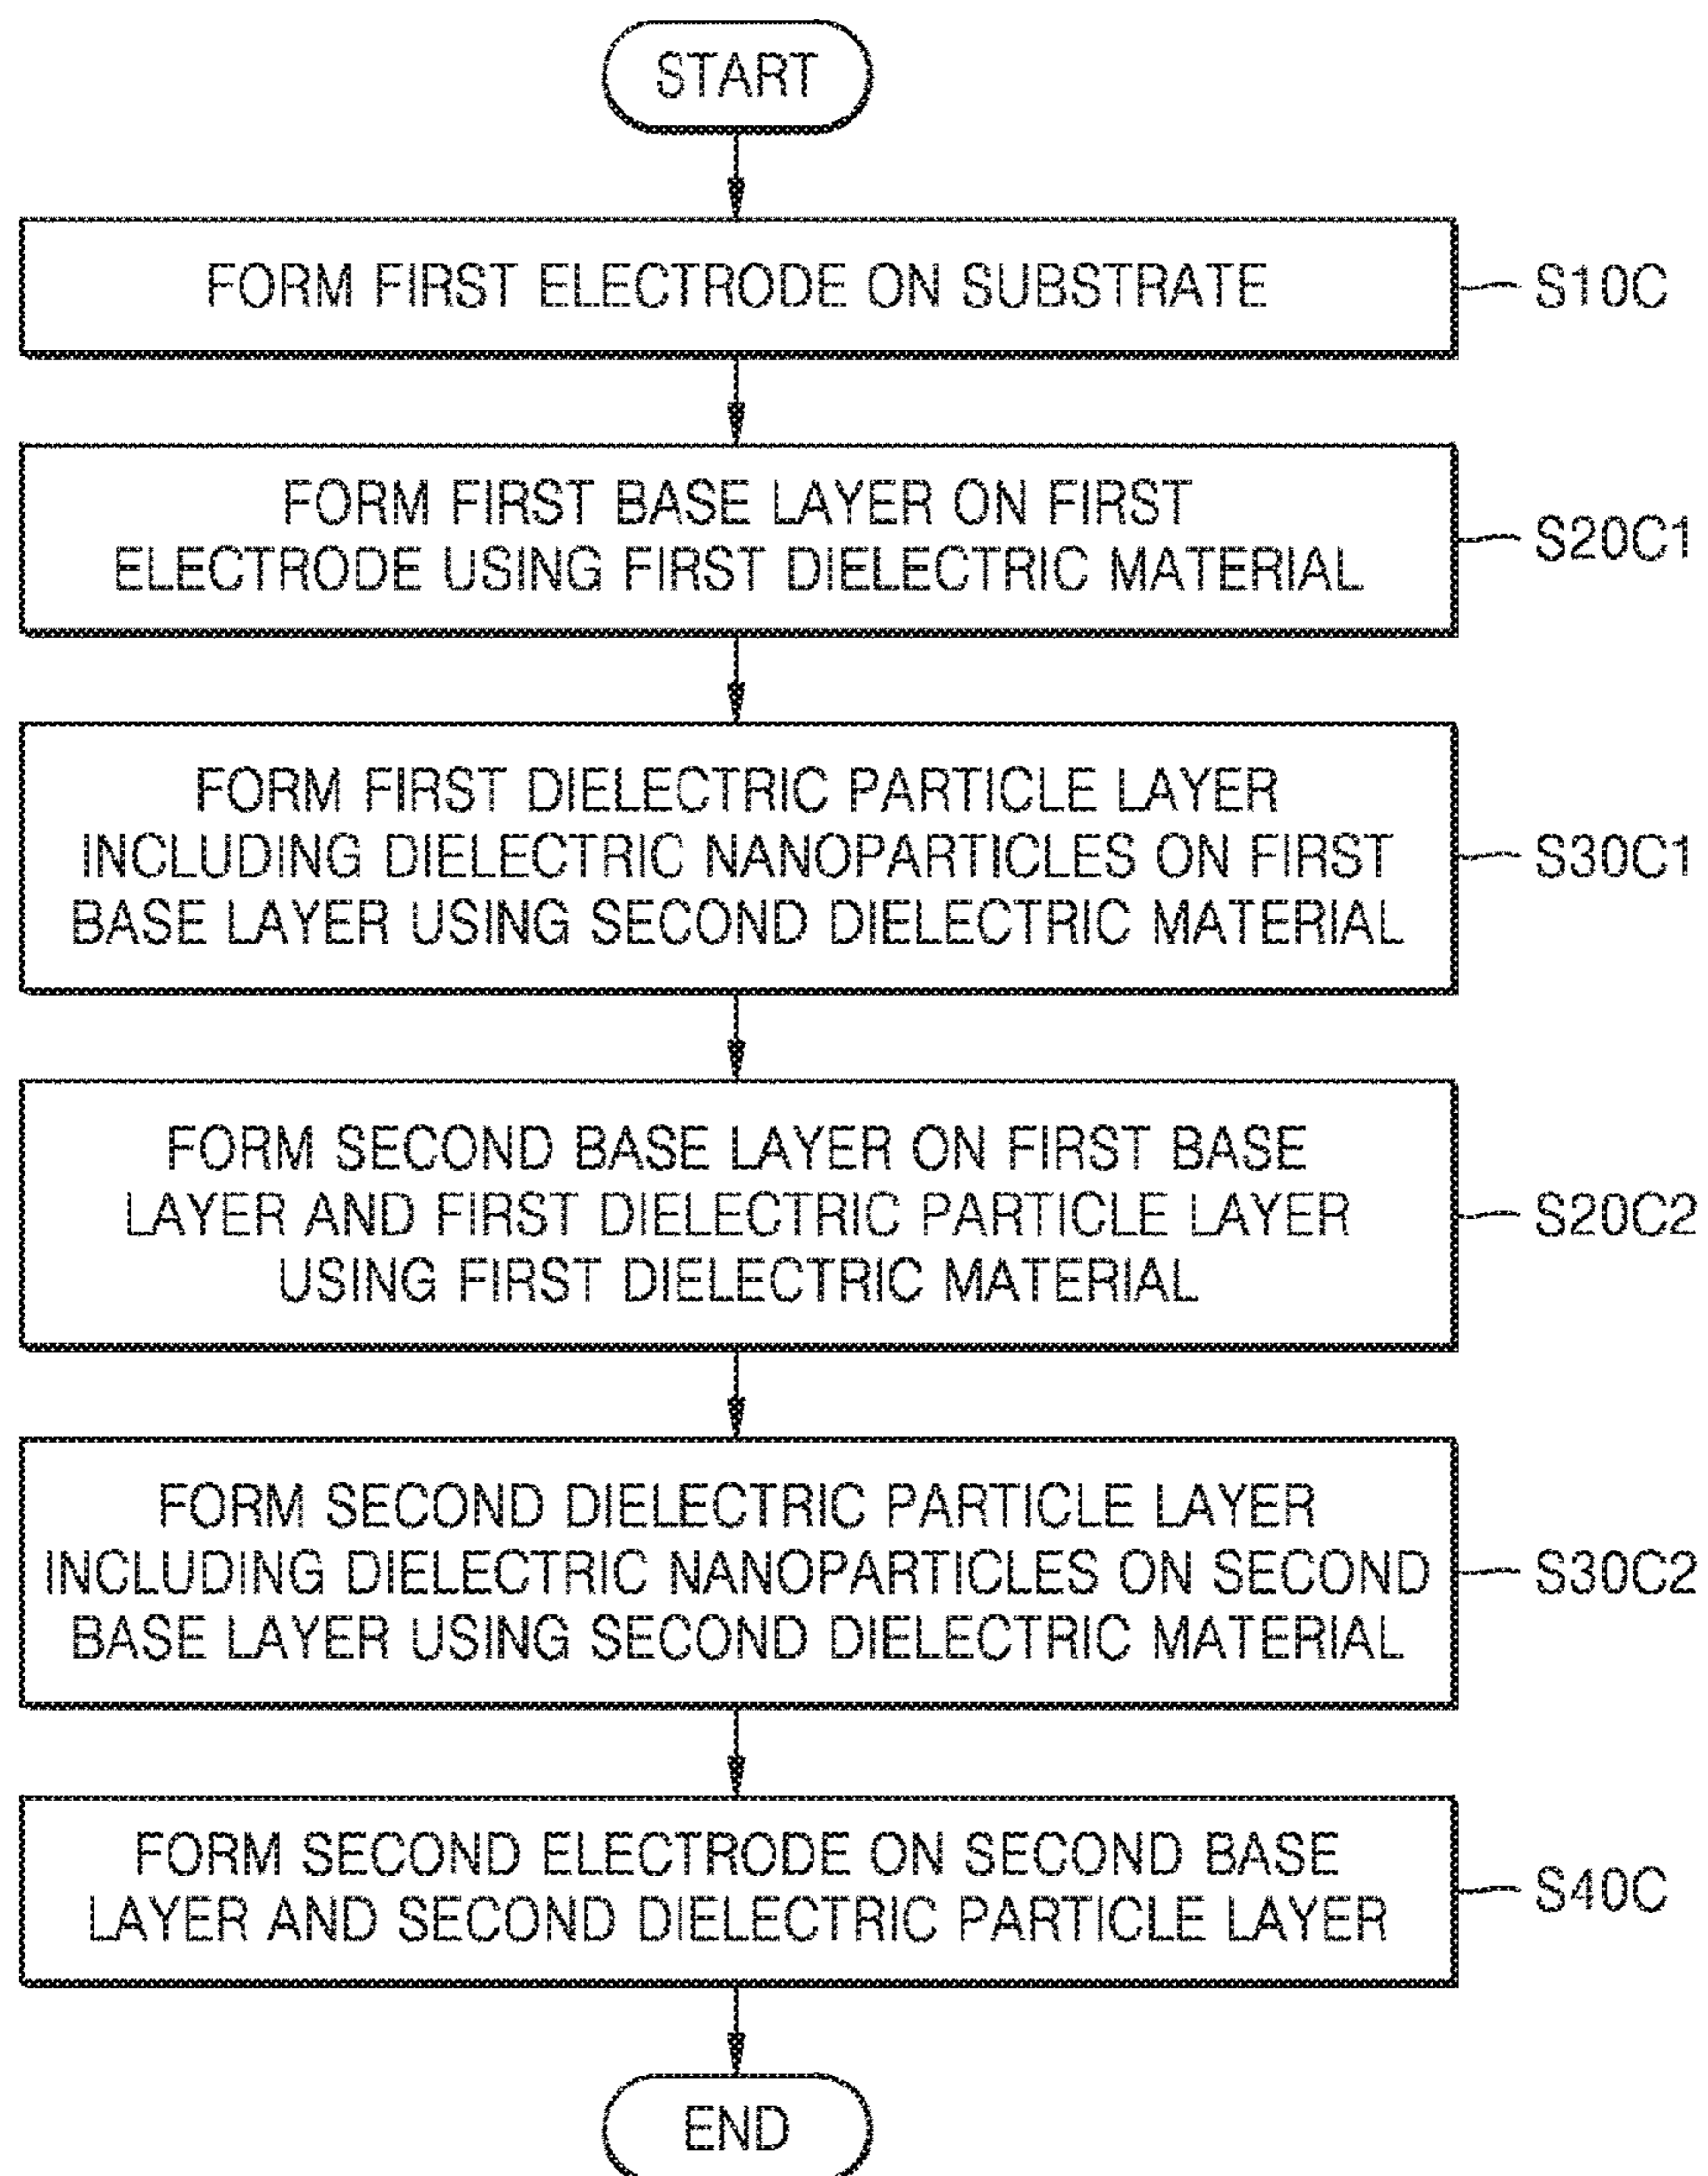 START
FORM FIRST ELECTRODE ON SUBSTRATE
S10C
FORM FIRST BASE LAYER ON FIRST
ELECTRODE USING FIRST DIELECTRIC MATERIAL
S20C1
FORM FIRST DIELECTRIC PARTICLE LAYER
INCLUDING DIELECTRIC NANOPARTICLES ON FIRST
BASE LAYER USING SECOND DIELECTRIC MATERIAL
S30C1
FORM SECOND BASE LAYER ON FIRST BASE
LAYER AND FIRST DIELECTRIC PARTICLE LAYER
USING FIRST DIELECTRIC MATERIAL
S20C2
FORM SECOND DIELECTRIC PARTICLE LAYER
INCLUDING DIELECTRIC NANOPARTICLES ON SECOND
BASE LAYER USING SECOND DIELECTRIC MATERIAL
S30C2
FORM SECOND ELECTRODE ON SECOND BASE
LAYER AND SECOND DIELECTRIC PARTICLE LAYER
S40C
END